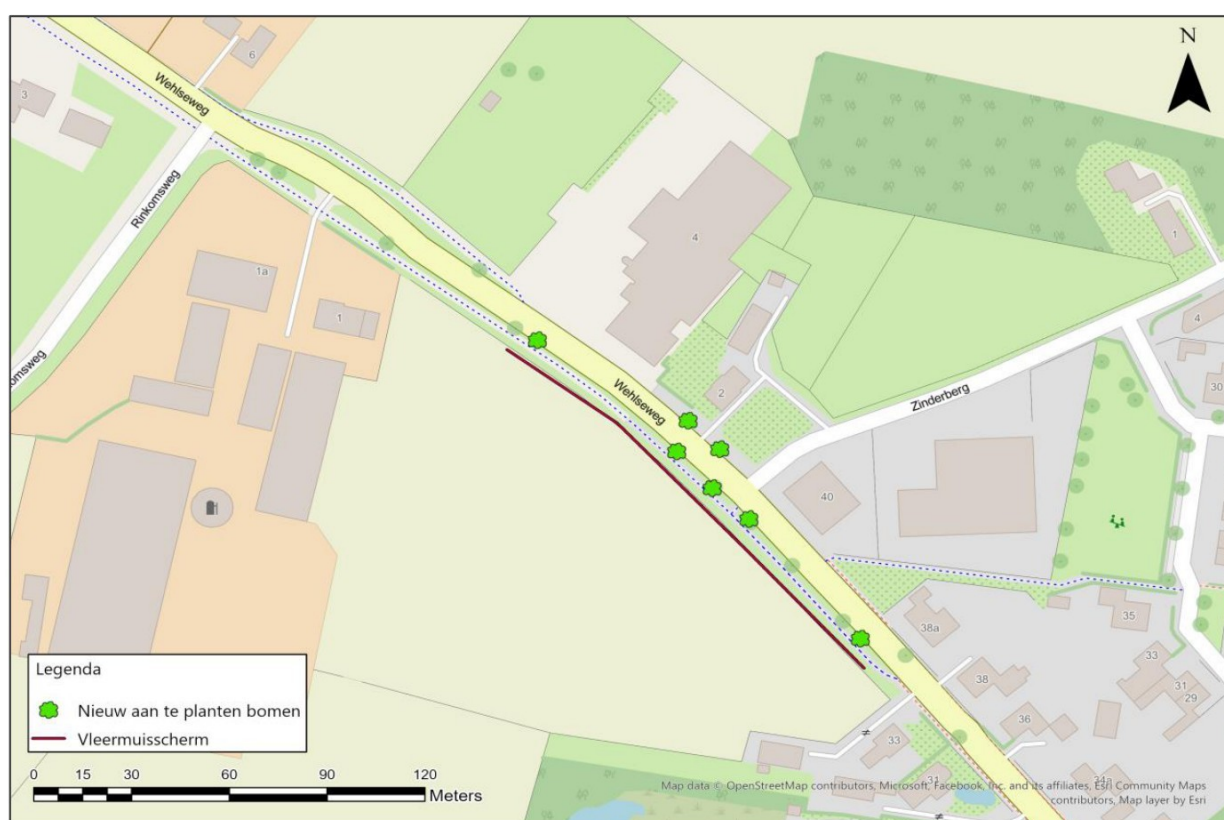 N
6
3
Wehlseweg
Rinkomsweg
1
4
1a
1
4
omsweg
Wehlseweg
2
Zinderberg
30
40
38a
35
33
38
31
29
36
33
31
34a
Legenda
Nieuw aan te planten bomen
Vleermuisscherm
0 15 30 60 90 120
Meters
Map data © OpenStreetMap contributors, Microsoft, Facebook, Inc. and its affiliates, Esri Community Maps
contributors, Map layer by Esri